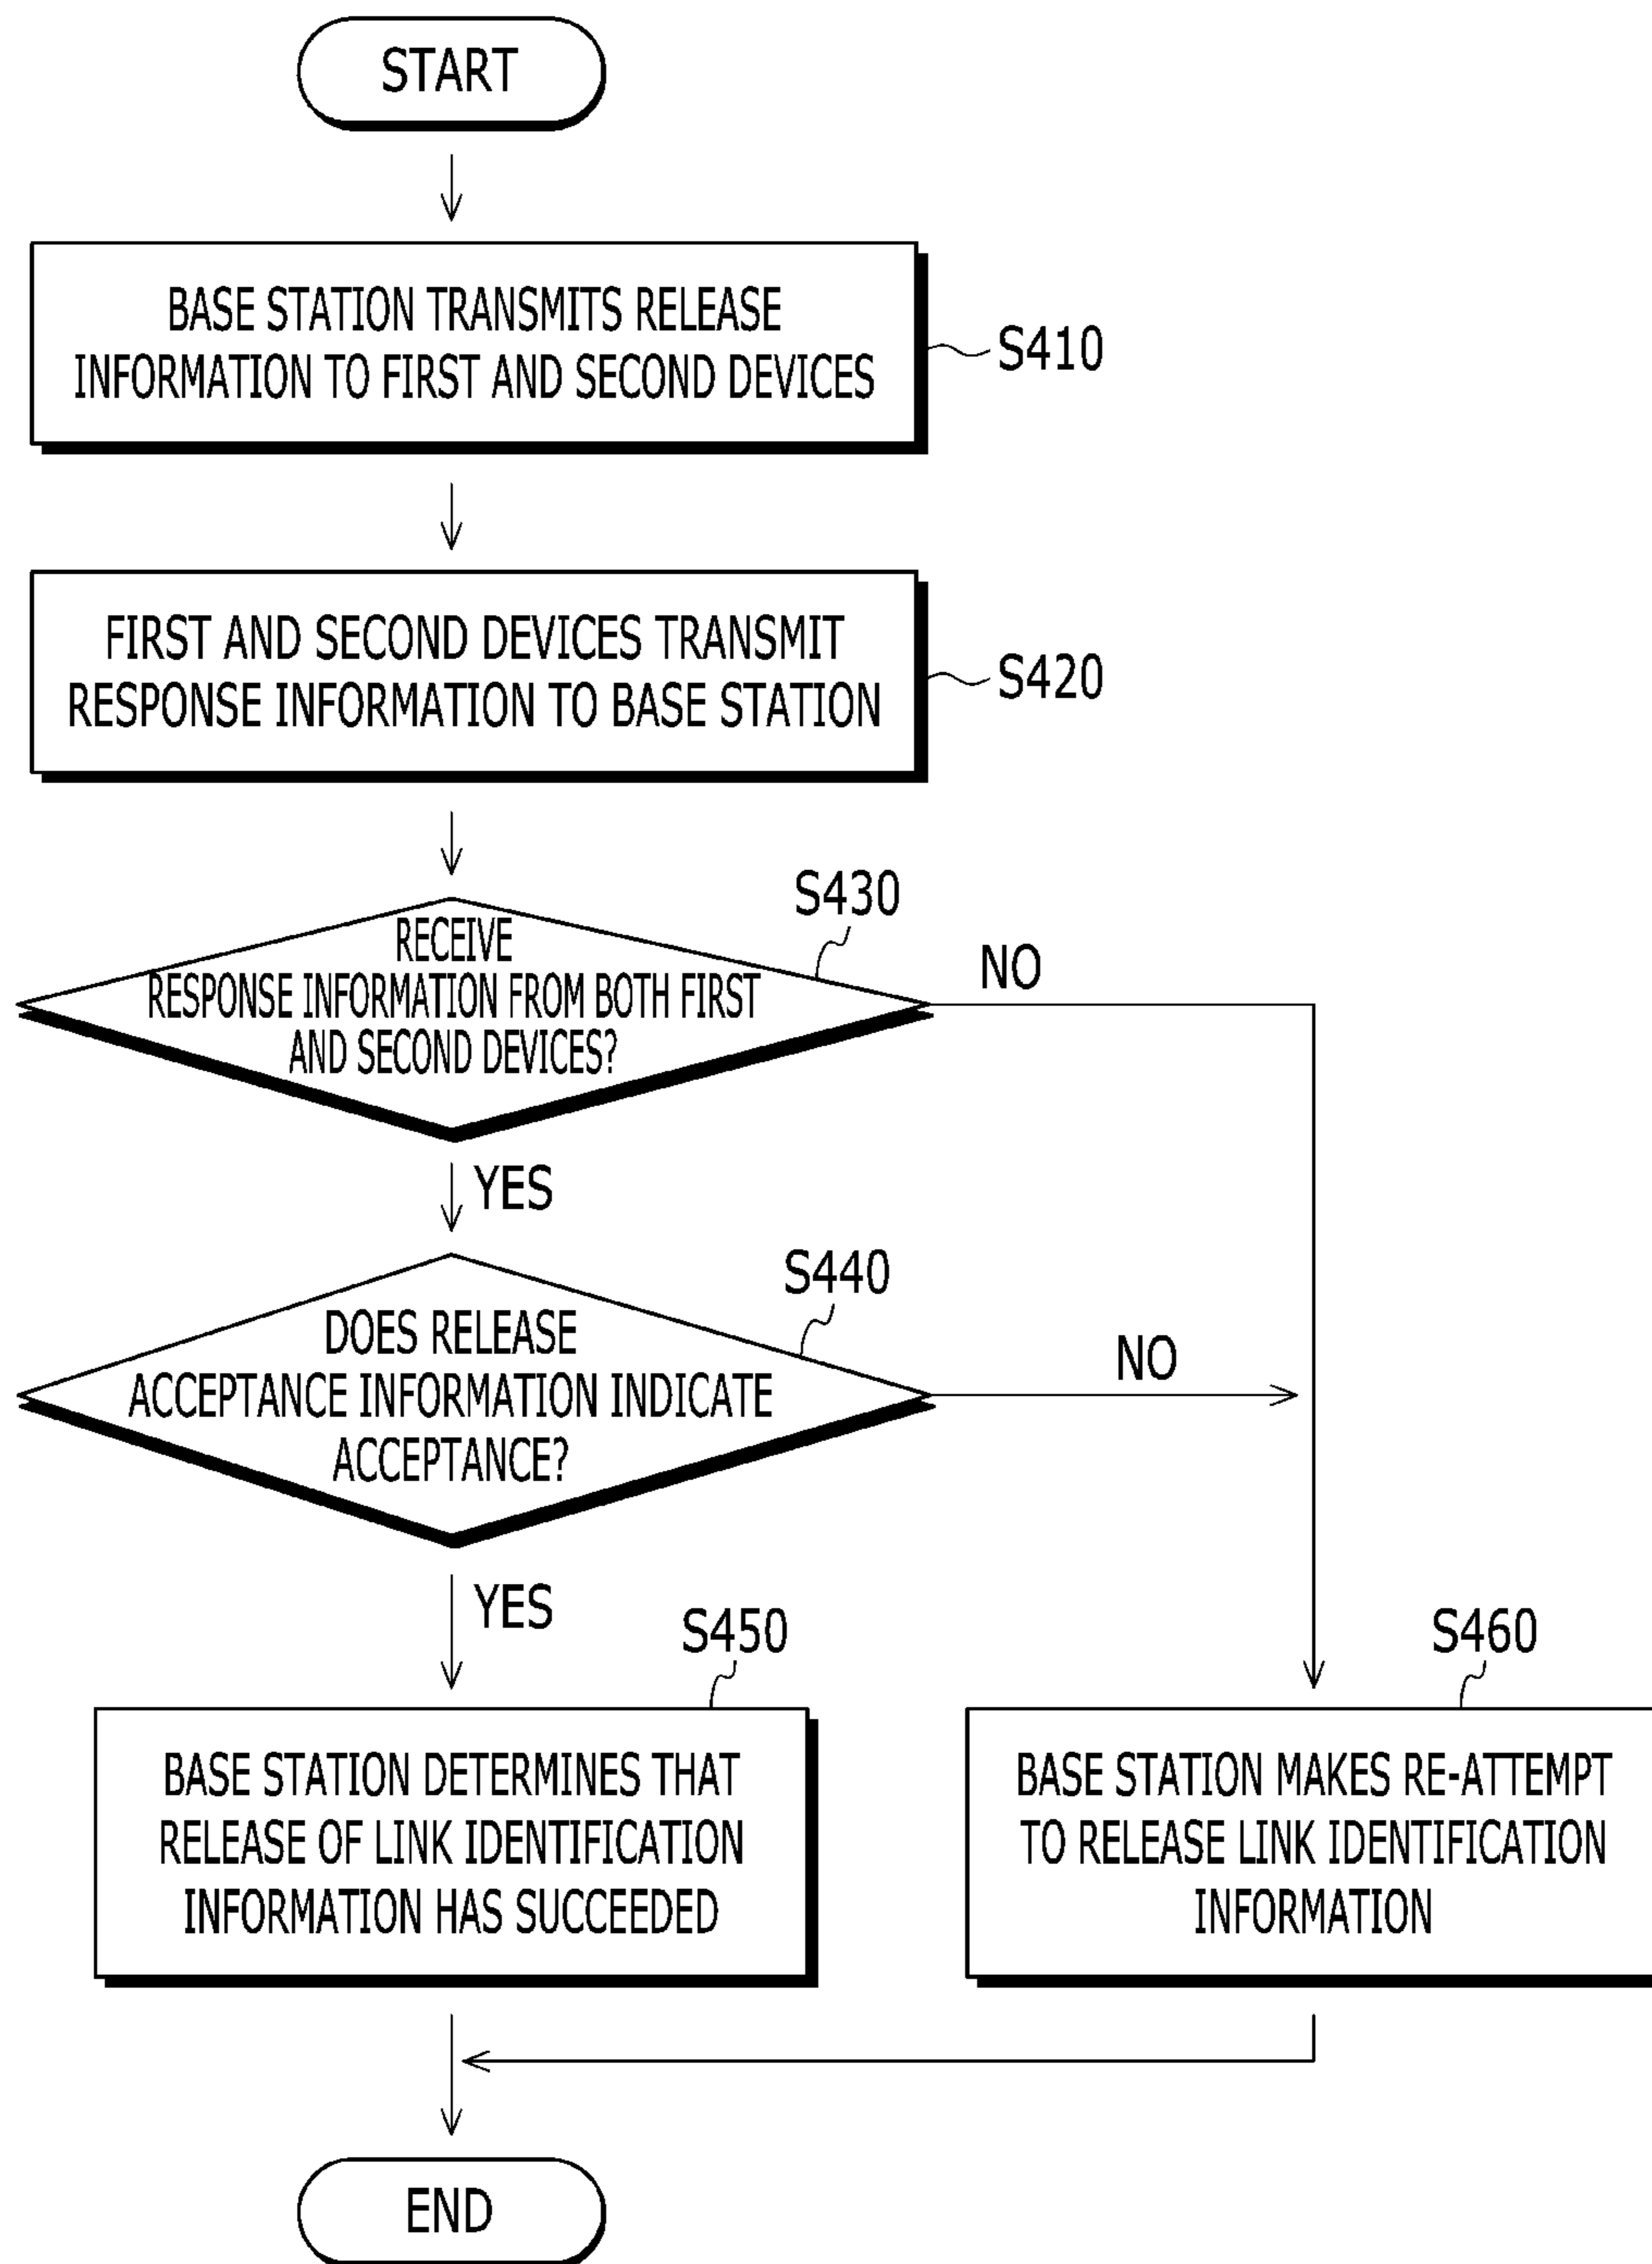 START
BASE STATION TRANSMITS RELEASE
INFORMATION TO FIRST AND SECOND DEVICES
S410
FIRST AND SECOND DEVICES TRANSMIT
RESPONSE INFORMATION TO BASE STATION
S420
S430
RECEIVE
RESPONSE INFORMATION FROM BOTH FIRST
AND SECOND DEVICES?
NO
YES
S440
DOES RELEASE
ACCEPTANCE INFORMATION INDICATE
ACCEPTANCE?
NO
YES
S450
BASE STATION DETERMINES THAT
RELEASE OF LINK IDENTIFICATION
INFORMATION HAS SUCCEEDED
S460
BASE STATION MAKES RE-ATTEMPT
TO RELEASE LINK IDENTIFICATION
INFORMATION
END